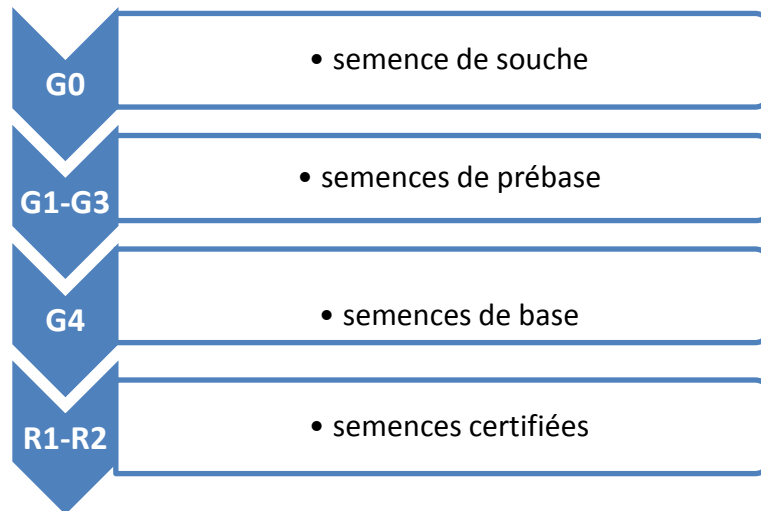 G0
• semence de souche
G1-G3
• semences de prébase
G4
• semences de base
R1-R2
• semences certifiées